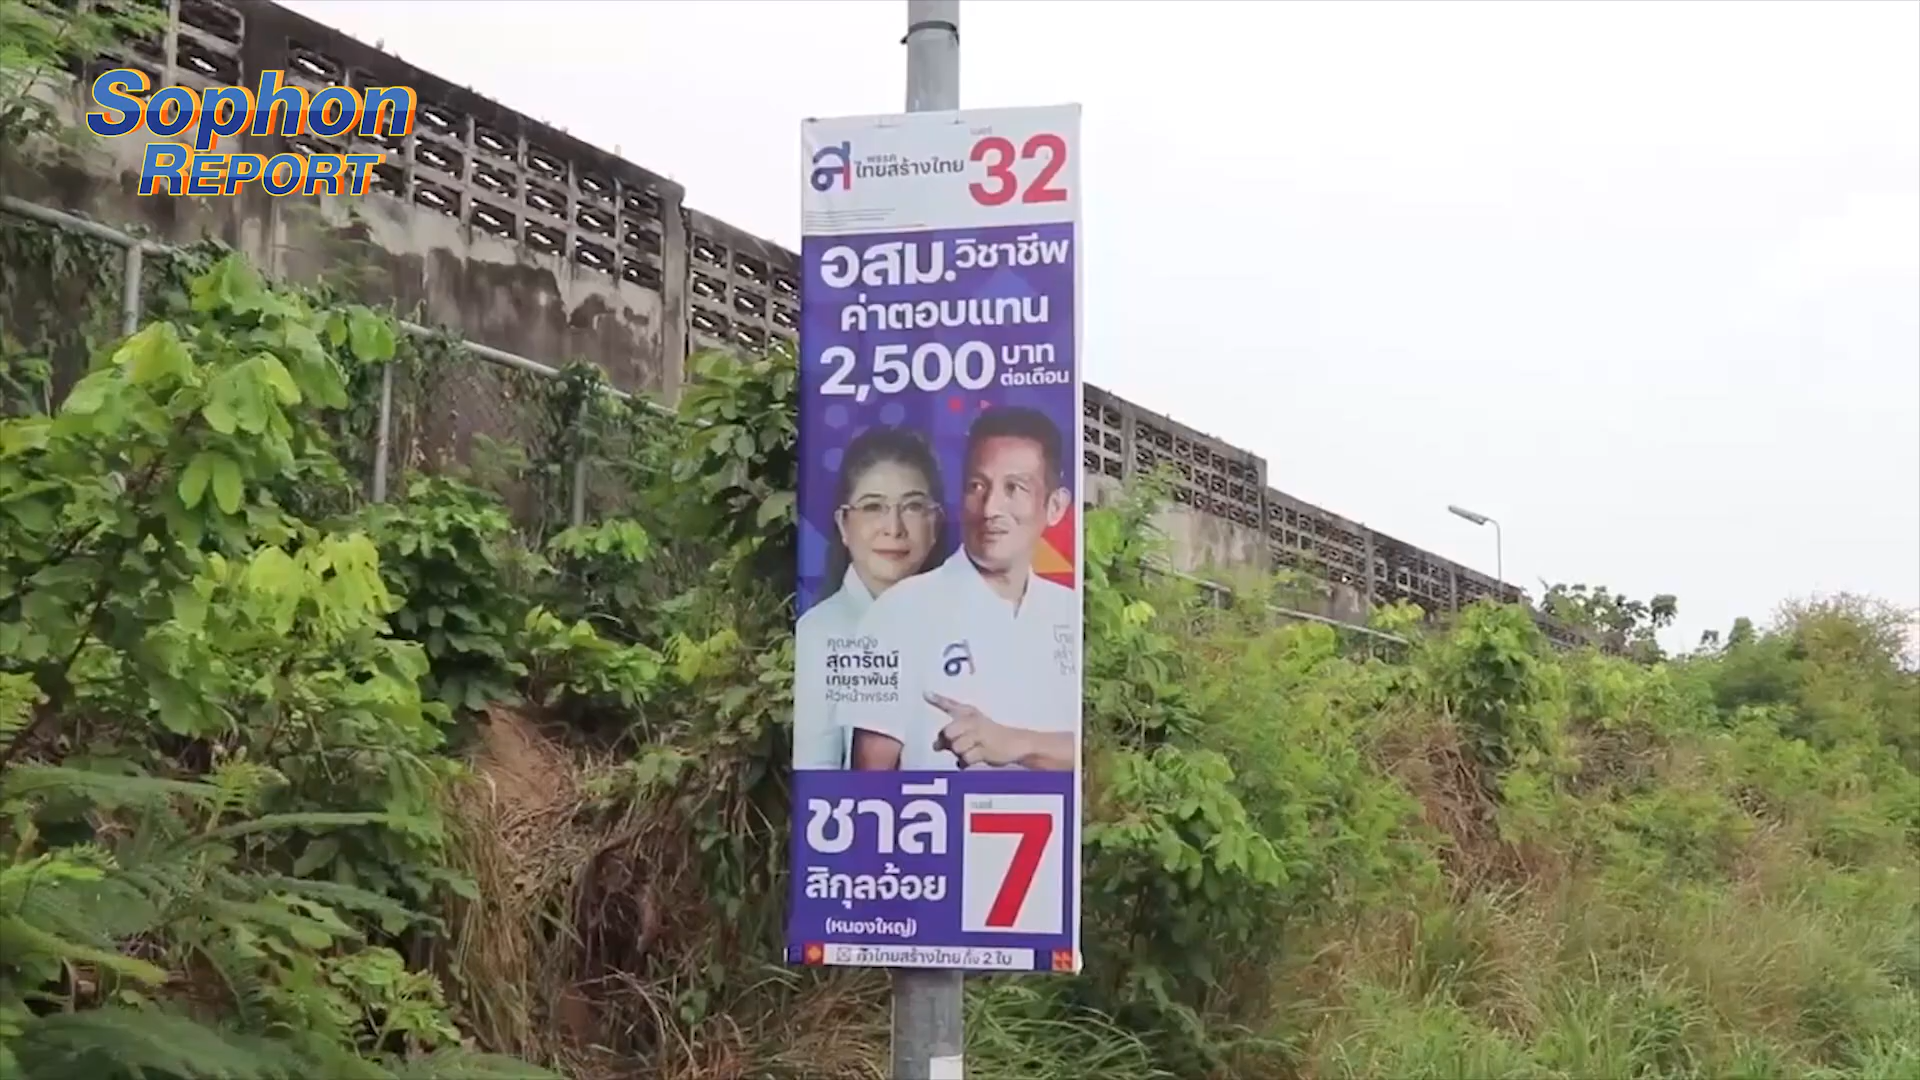 Sophon
REPORT
พรรค
ไทยสร้างไทย
เบอร์
32
อสม.วิชาชีพ
ค่าตอบแทน
2,500 บาท
ต่อเดือน
คุณหญิง
สุดารัตน์
เกยุราพันธุ์
หัวหน้าพรรค
ชาลี
สิกุลจ้อย
(หนองใหญ่)
เบอร์
7
ไทยสร้างไทย ทั้ง 2 ใบ